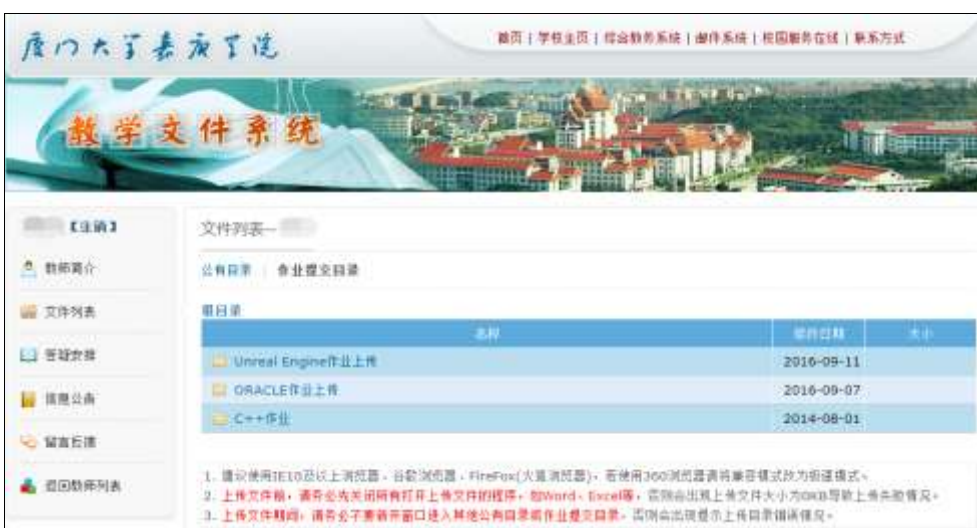 厦门大学嘉庚学院
首页 | 学校主页 | 综合教务系统 | 邮件系统 | 校园服务在线 | 联系方式
教学文件系统
【注销】
文件列表—
教师简介
公有目录 | 作业提交目录
文件列表
根目录
名称 修改日期 大小
答疑安排
Unreal Engine作业上传 2016-09-11
ORACLE作业上传 2016-09-07
信息公告
C++作业 2014-08-01
留言反馈
返回教师列表
1. 建议使用IE10及以上浏览器、谷歌浏览器、FireFox(火狐浏览器)，若使用360浏览器请将兼容模式改为极速模式。
2. 上传文件前，请务必先关闭所有打开上传文件的程序，如Word、Excel等，否则会出现上传文件大小为0KB导致上传失败情况。
3. 上传文件期间，请务必不要新开窗口进入其他公有目录或作业提交目录，否则会出现提示上传目录错误情况。